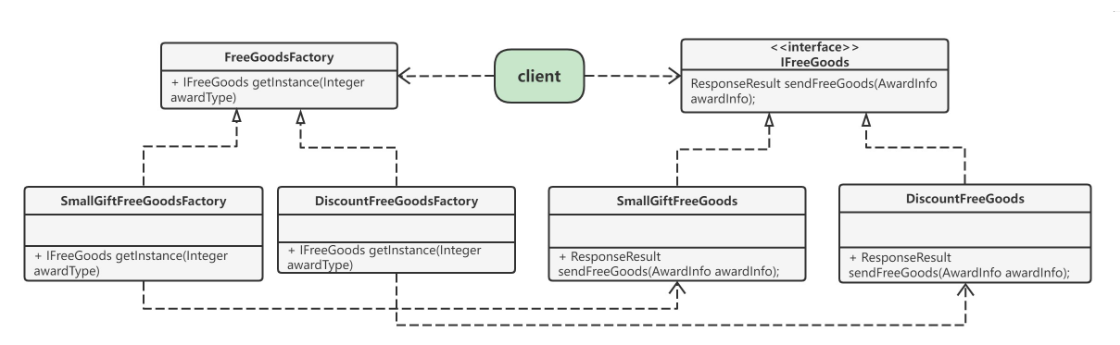 FreeGoodsFactory
+ IFreeGoods getInstance(Integer
awardType)
client
<<interface>>
IFreeGoods
ResponseResult sendFreeGoods(AwardInfo
awardInfo);
SmallGiftFreeGoodsFactory
+ IFreeGoods getInstance(Integer
awardType)
DiscountFreeGoodsFactory
+ IFreeGoods getInstance(Integer
awardType)
SmallGiftFreeGoods
+ ResponseResult
sendFreeGoods(AwardInfo awardInfo);
DiscountFreeGoods
+ ResponseResult
sendFreeGoods(AwardInfo awardInfo);